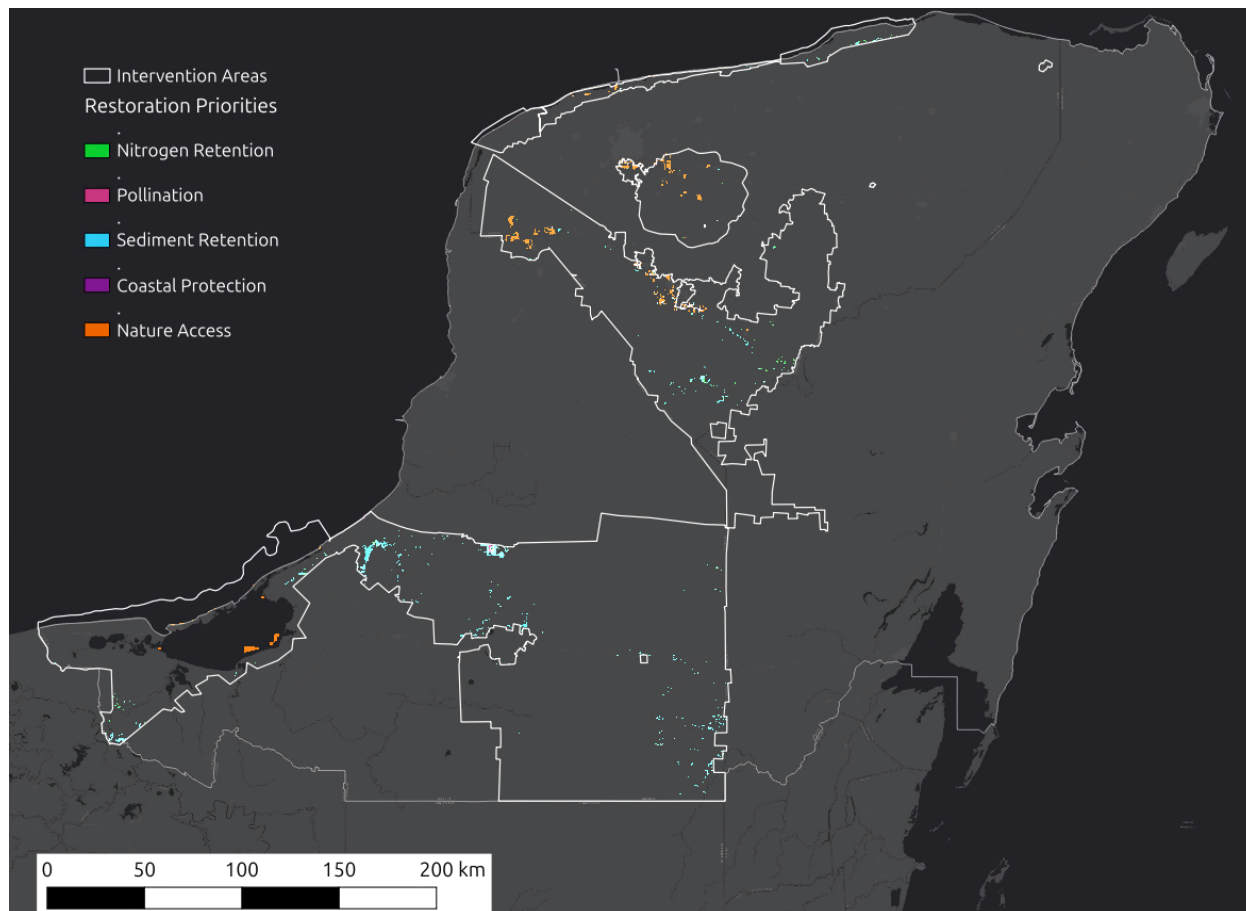 Intervention Areas
Restoration Priorities
Nitrogen Retention
Pollination
Sediment Retention
Coastal Protection
Nature Access
0 50 100 150 200 km